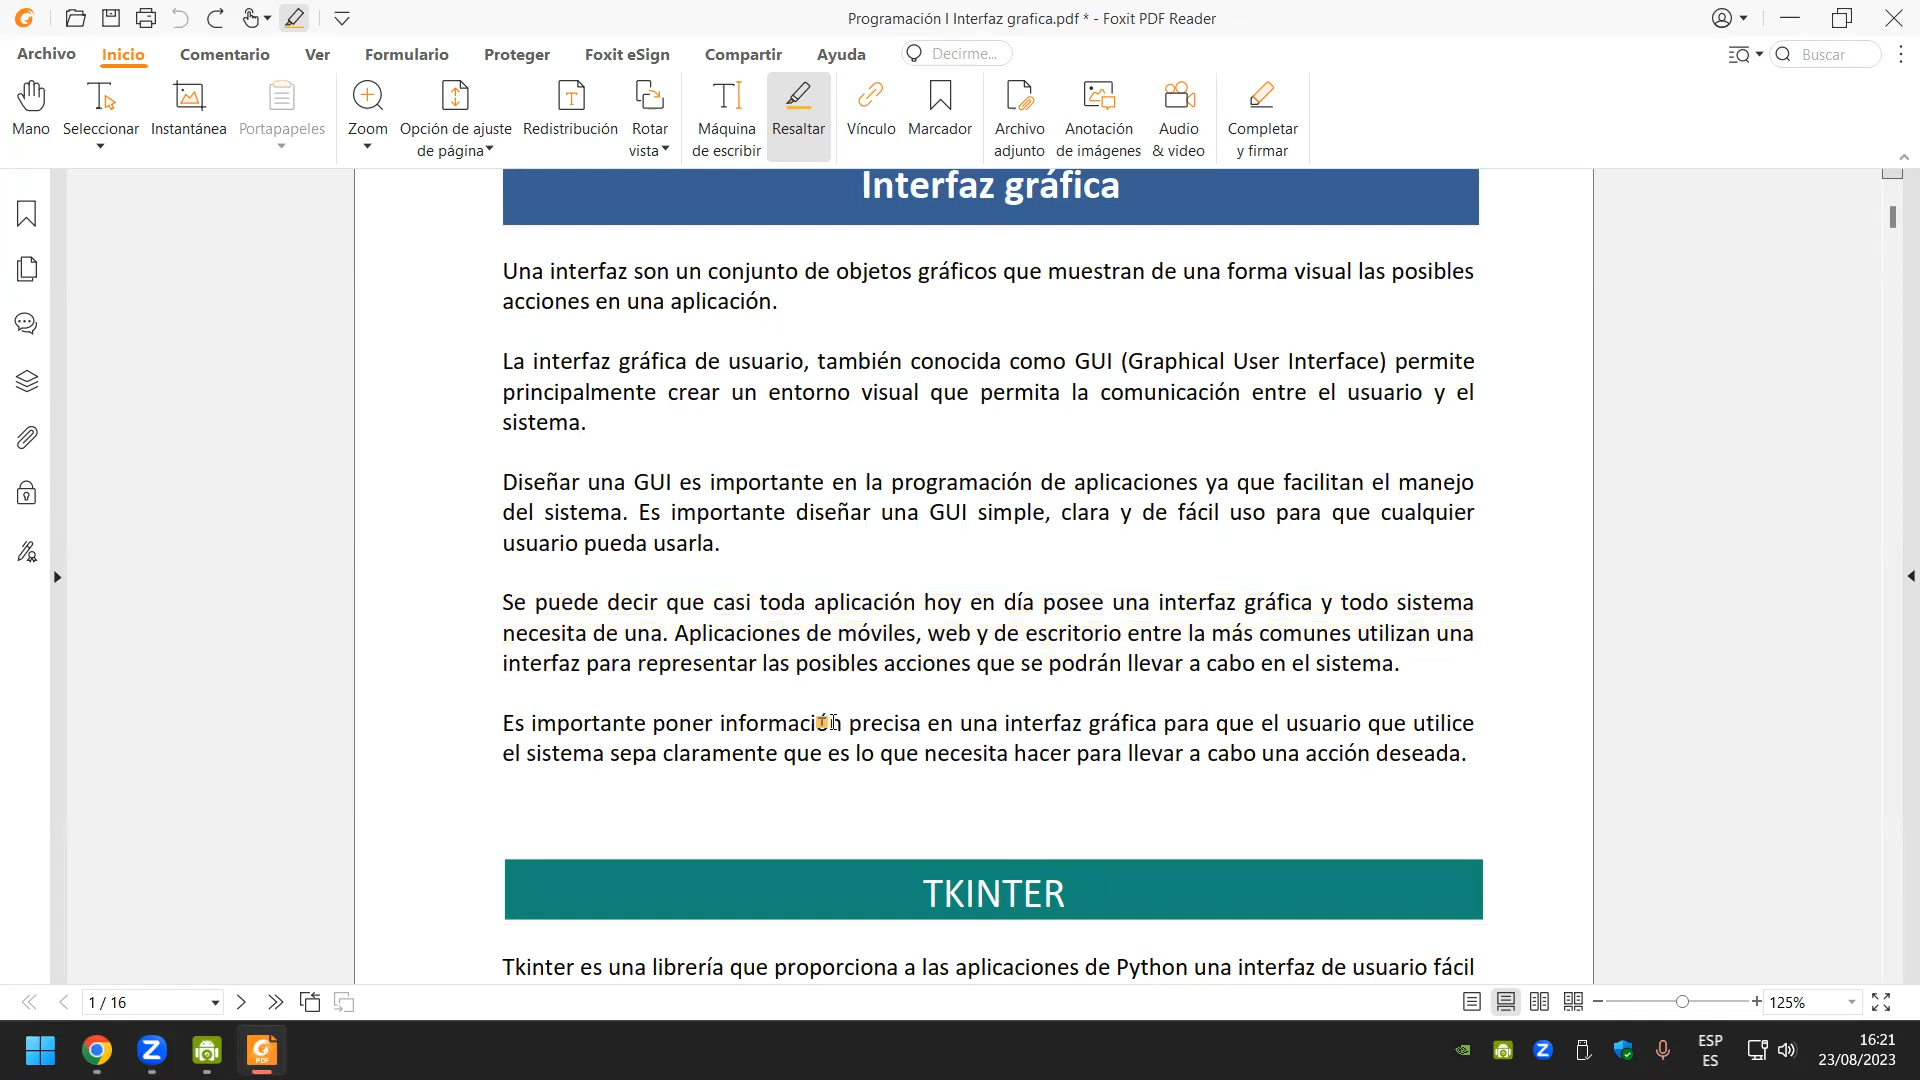 Programación I Interfaz grafica.pdf * - Foxit PDF Reader
Archivo Inicio Comentario Ver Formulario Proteger Foxit eSign Compartir Ayuda Decirme... Buscar
Mano Seleccionar Instantánea Portapapeles Zoom Opción de ajuste Redistribución Rotar Máquina Resaltar Vínculo Marcador Archivo Anotación Audio Completar
de página vista de escribir adjunto de imágenes & video y firmar
Interfaz gráfica
Una interfaz son un conjunto de objetos gráficos que muestran de una forma visual las posibles
acciones en una aplicación.
La interfaz gráfica de usuario, también conocida como GUI (Graphical User Interface) permite
principalmente crear un entorno visual que permita la comunicación entre el usuario y el
sistema.
Diseñar una GUI es importante en la programación de aplicaciones ya que facilitan el manejo
del sistema. Es importante diseñar una GUI simple, clara y de fácil uso para que cualquier
usuario pueda usarla.
Se puede decir que casi toda aplicación hoy en día posee una interfaz gráfica y todo sistema
necesita de una. Aplicaciones de móviles, web y de escritorio entre la más comunes utilizan una
interfaz para representar las posibles acciones que se podrán llevar a cabo en el sistema.
Es importante poner información precisa en una interfaz gráfica para que el usuario que utilice
el sistema sepa claramente que es lo que necesita hacer para llevar a cabo una acción deseada.
TKINTER
Tkinter es una librería que proporciona a las aplicaciones de Python una interfaz de usuario fácil
1 / 16 125%
PDF
ESP 16:21
ES 23/08/2023